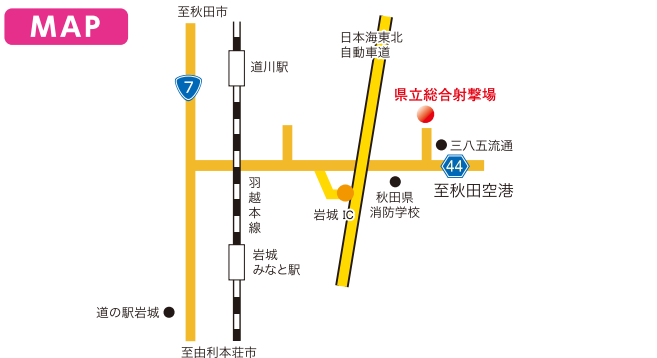 MAP
至秋田市
日本海東北
自動車道
道川駅
7
県立総合射撃場
三八五流通
44
至秋田空港
羽越本線
秋田県
消防学校
岩城 IC
岩城
みなと駅
道の駅岩城
至由利本荘市